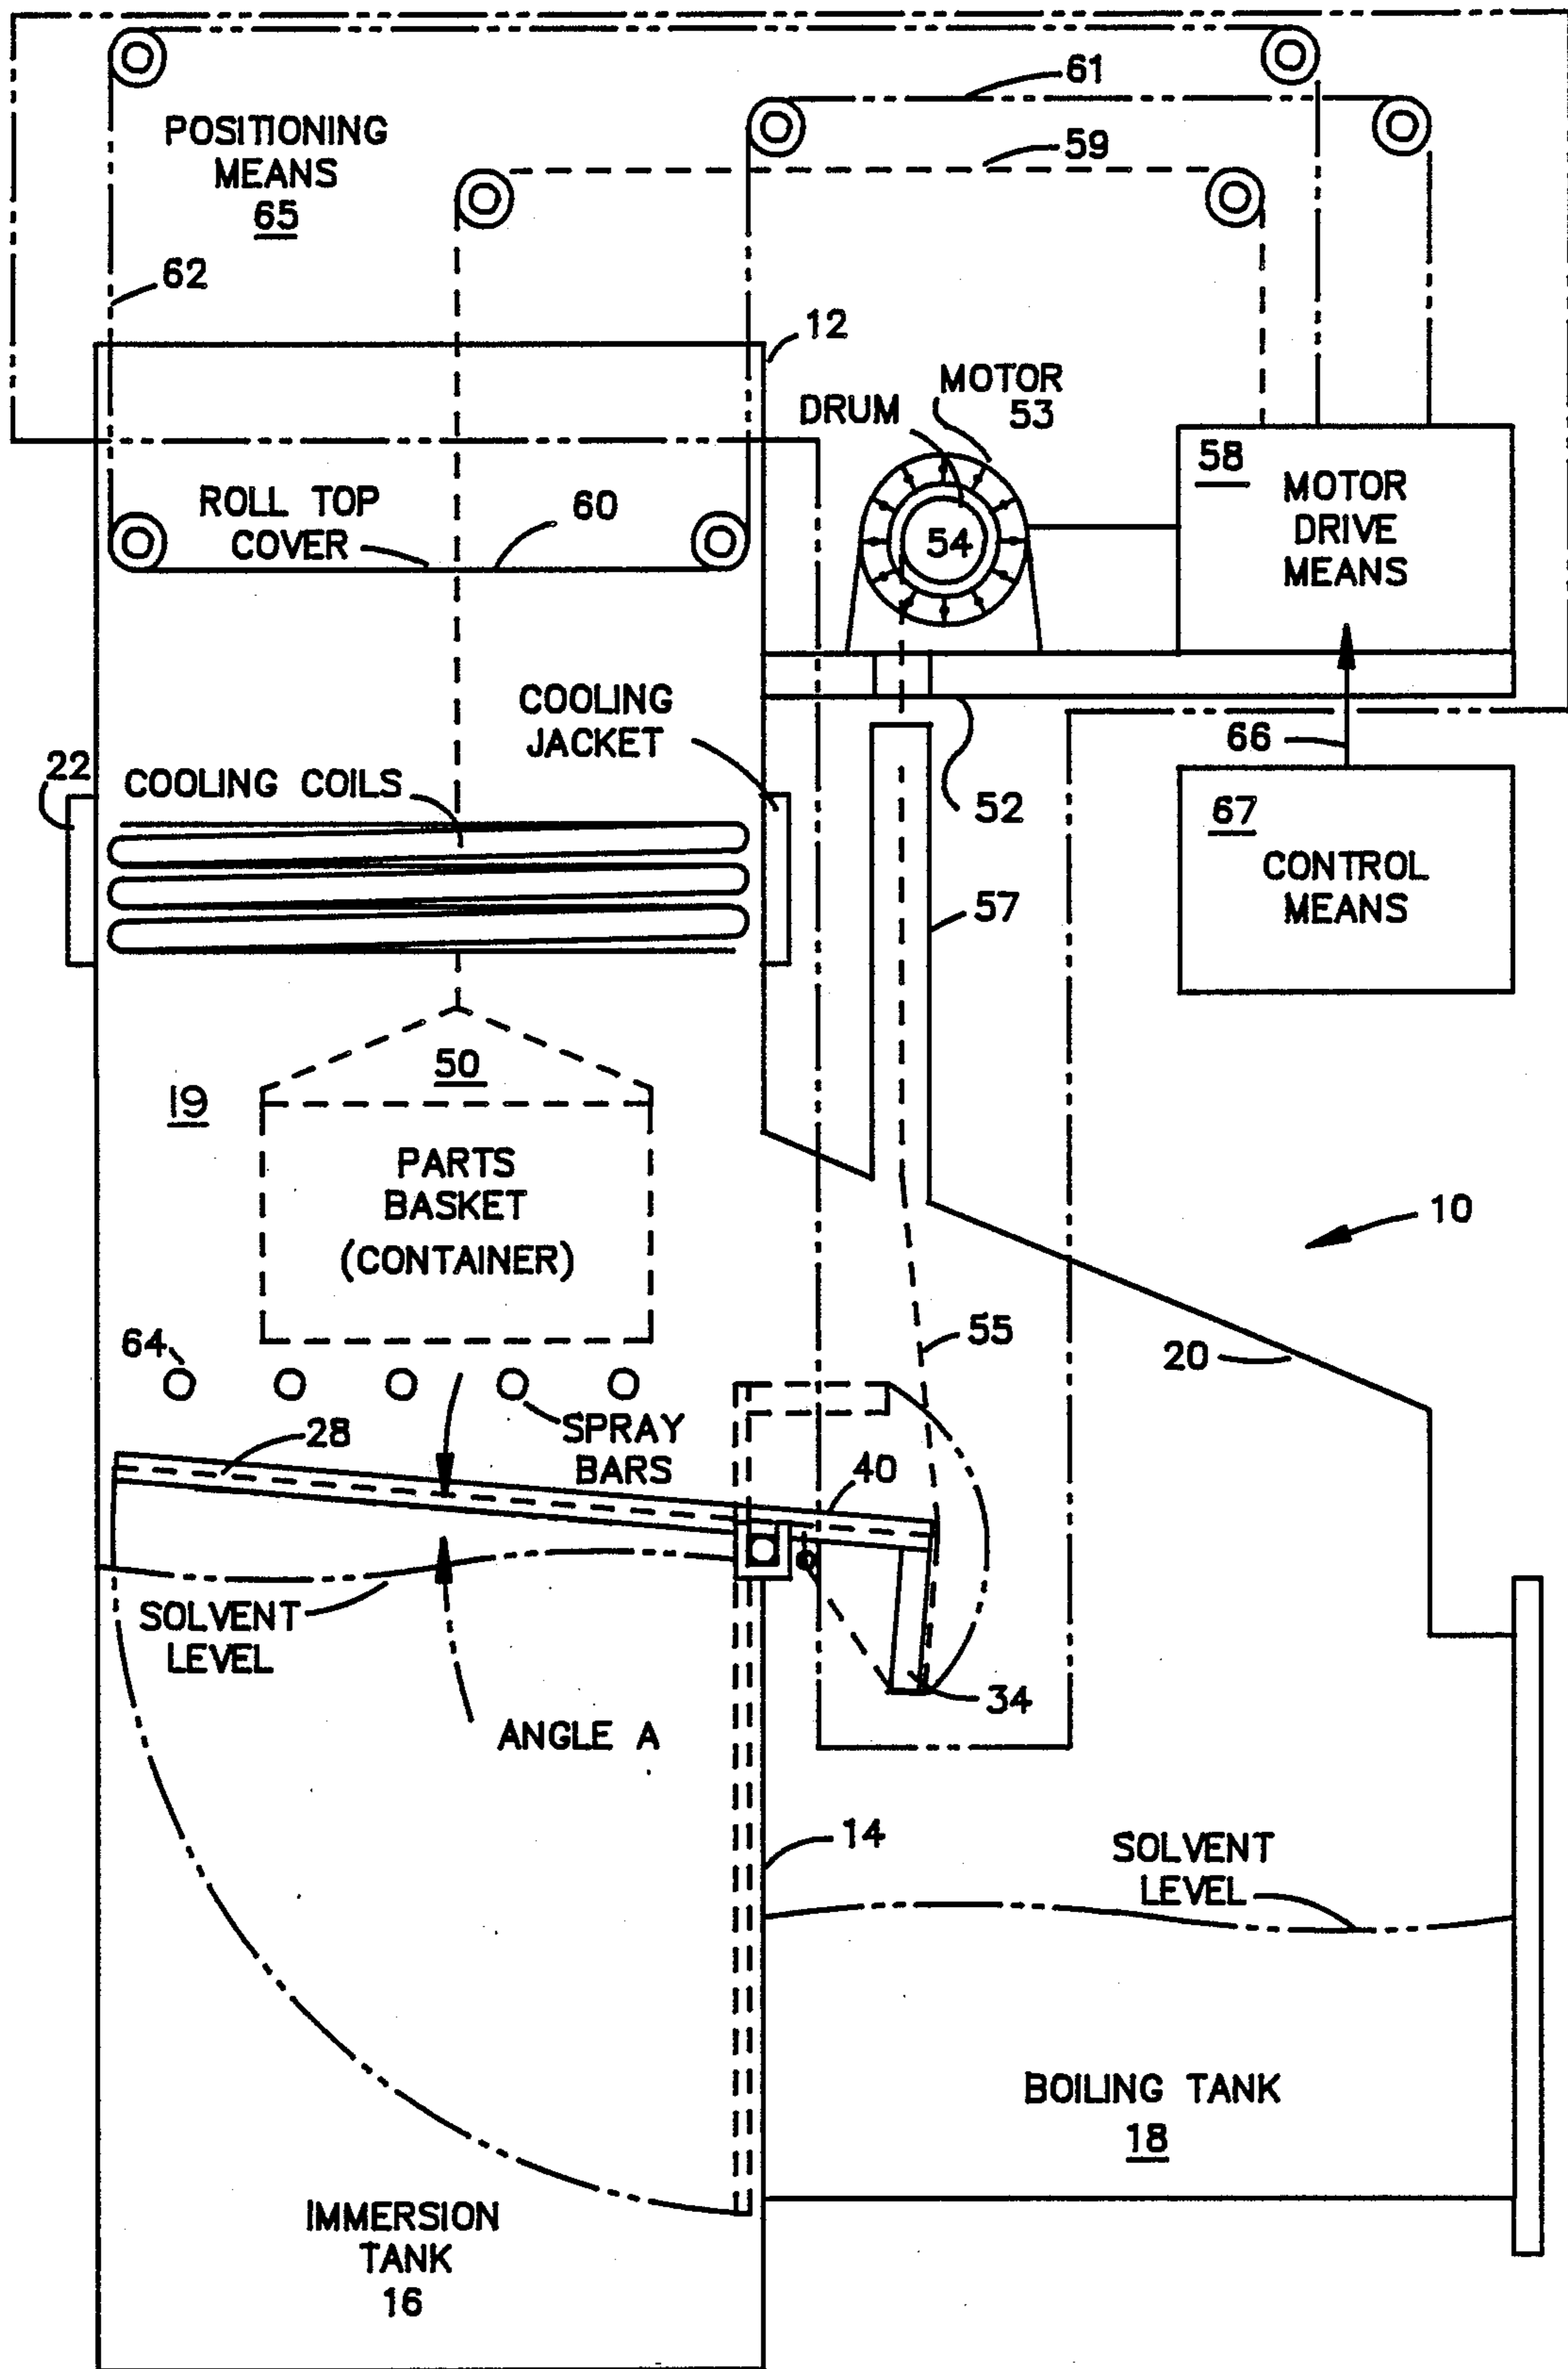 61
POSITIONING
MEANS
65
59
62
12
MOTOR
53
DRUM
58
MOTOR
DRIVE
MEANS
ROLL TOP
COVER
60
54
COOLING
JACKET
66
22
COOLING COILS
52
67
CONTROL
MEANS
57
50
19
PARTS
BASKET
(CONTAINER)
10
64
55
20
28
SPRAY
BARS
40
SOLVENT
LEVEL
34
ANGLE A
14
SOLVENT
LEVEL
BOILING TANK
18
IMMERSION
TANK
16